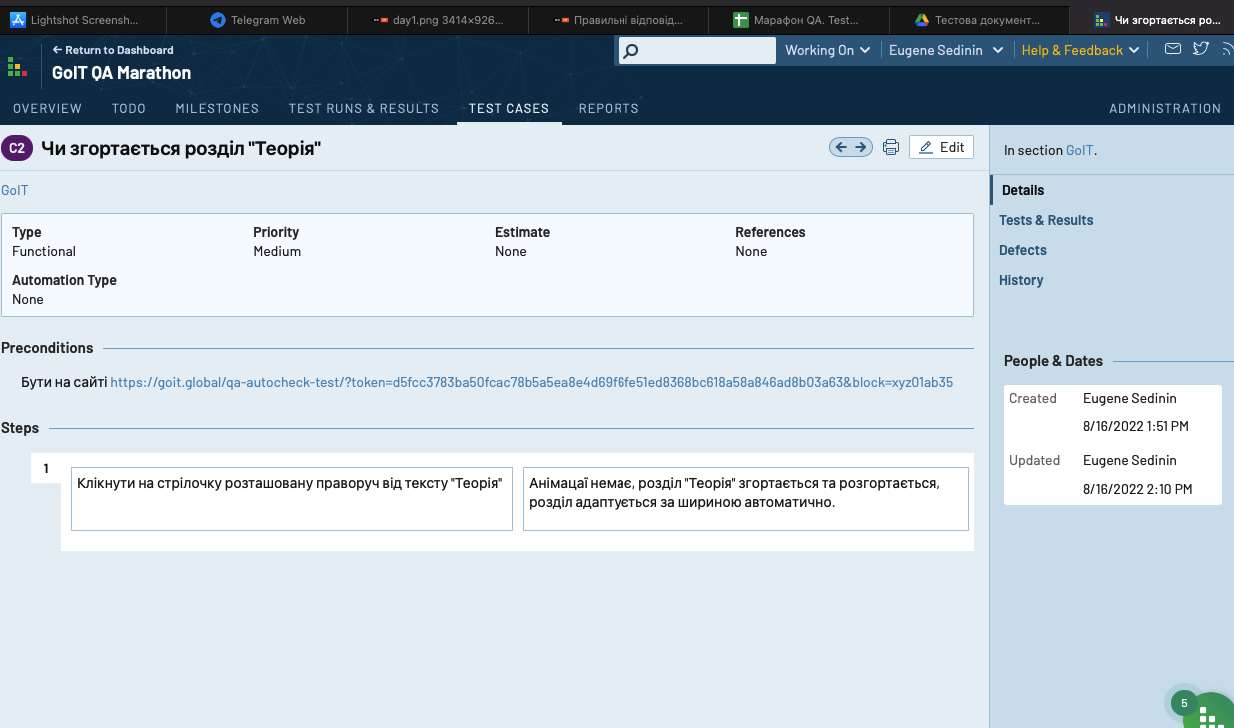 Lightshot Screensh...
Telegram Web
day1.png 3414×926...
Правильні відповід...
Марафон QA. Test...
Тестова документ...
Чи згортається ро...
← Return to Dashboard
GoIT QA Marathon
Working On
Eugene Sedinin
Help & Feedback
OVERVIEW
TODO
MILESTONES
TEST RUNS & RESULTS
TEST CASES
REPORTS
ADMINISTRATION
C2
Чи згортається розділ "Теорія"
Edit
In section GoIT.
GoIT
Details
Tests & Results
Defects
History
Type
Functional
Priority
Medium
Estimate
None
References
None
Automation Type
None
Preconditions
Бути на сайті https://goit.global/qa-autocheck-test/?token=d5fcc3783ba50fcac78b5a5ea8e4d69f6fe51ed8368bc618a58a846ad8b03a63&block=xyz01ab35
People & Dates
Created
Eugene Sedinin
8/16/2022 1:51 PM
Updated
Eugene Sedinin
8/16/2022 2:10 PM
Steps
1
Клікнути на стрілочку розташовану праворуч від тексту "Теорія"
Анімацаї немає, розділ "Теорія" згортається та розгортається,
розділ адаптується за шириною автоматично.
5